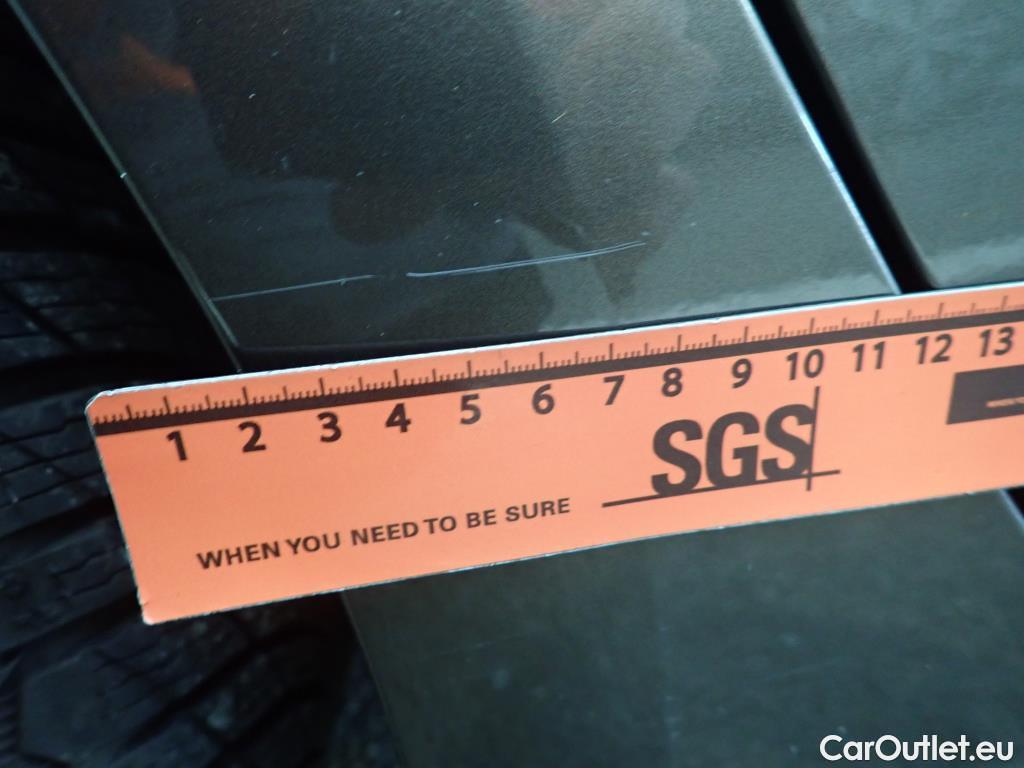 1 2 3 4 5 6 7 8 9 10 11 12 13
SGS
WHEN YOU NEED TO BE SURE
CarOutlet.eu